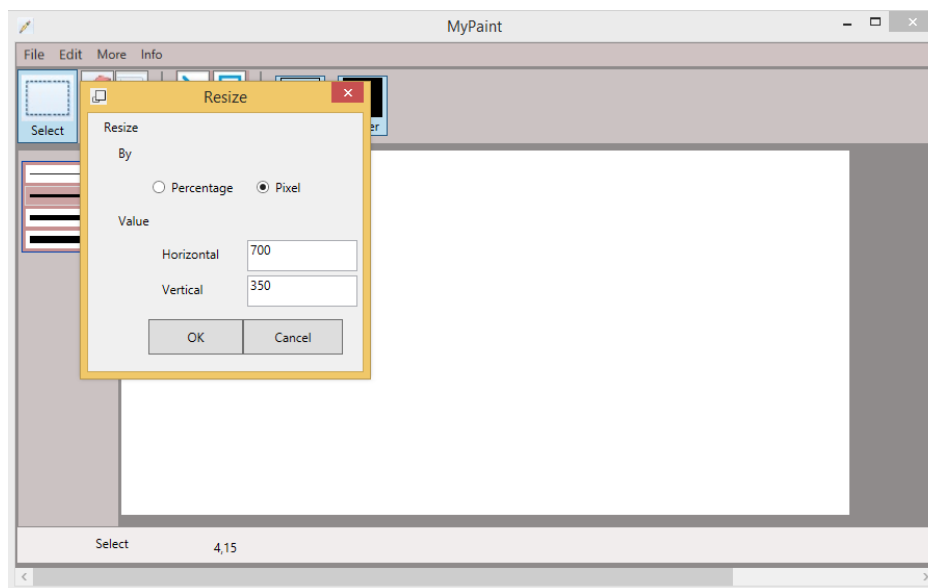 MyPaint
File Edit More Info
Resize
Select
Resize
By
Percentage Pixel
Value
Horizontal 700
Vertical 350
OK Cancel
Select 4,15